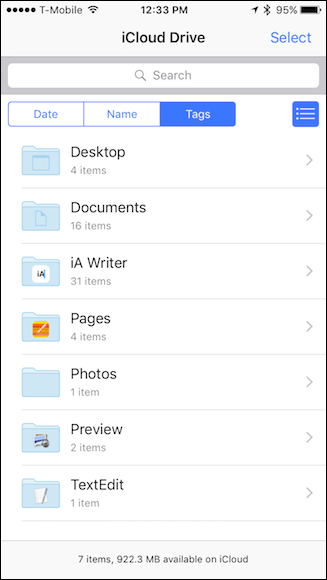 T-Mobile 12:33 PM 95%
iCloud Drive Select
Search
Date Name Tags
Desktop
4 items
Documents
16 items
iA Writer
iA
31 items
Pages
4 items
Photos
1 item
Preview
2 items
TextEdit
1 item
7 items, 922.3 MB available on iCloud